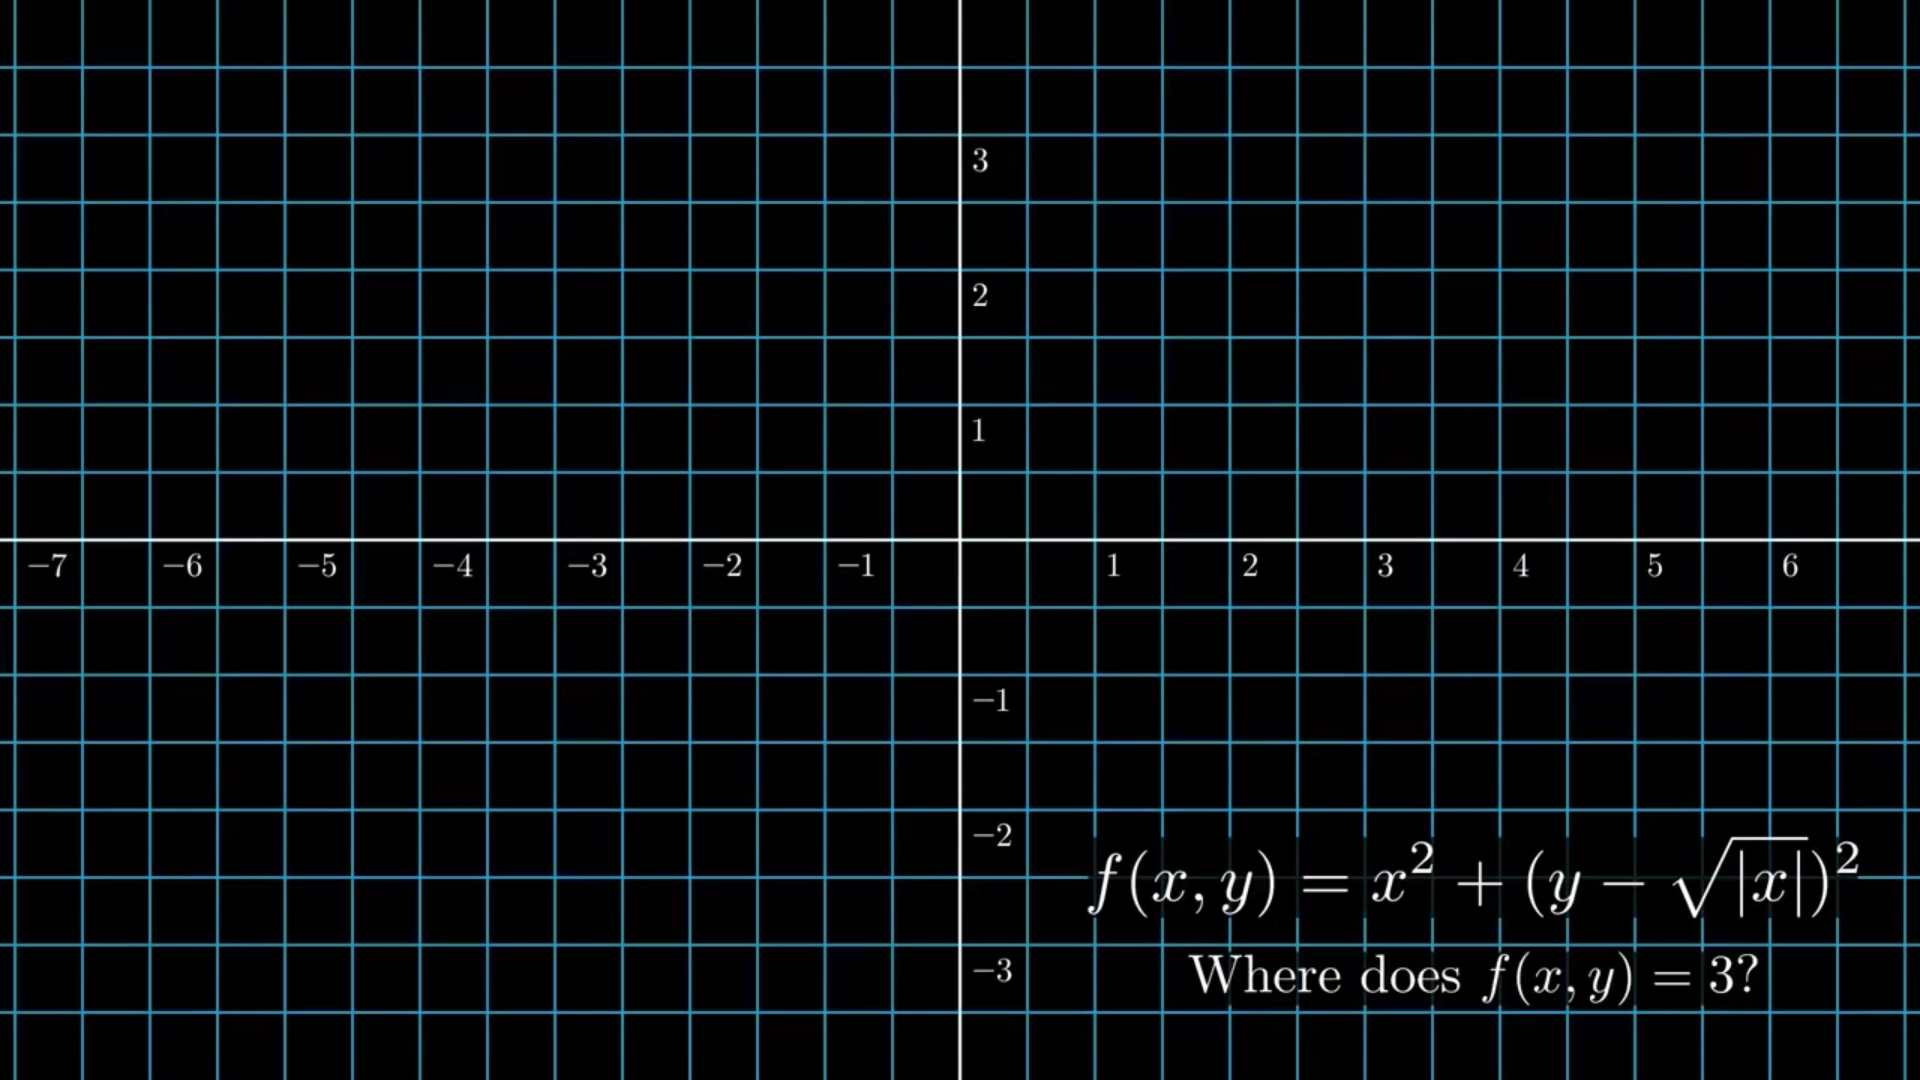 3
2
1
−7 −6 −5 −4 −3 −2 −1 1 2 3 4 5 6
−1
−2
f(x, y) = x² + (y − √|x|)²
−3
Where does f(x, y) = 3?